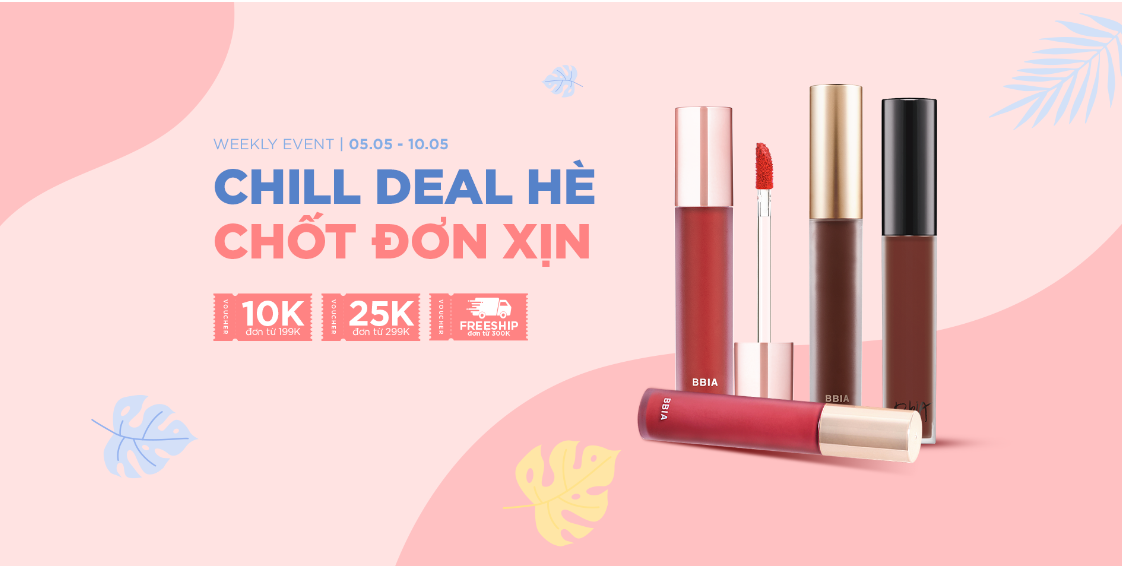 WEEKLY EVENT | 05.05 - 10.05
CHILL DEAL HÈ
CHỐT ĐƠN XỊN
VOUCHER
10K
đơn từ 199K
VOUCHER
25K
đơn từ 299K
VOUCHER
FREESHIP
đơn từ 300K
BBIA
BBIA
BBIA